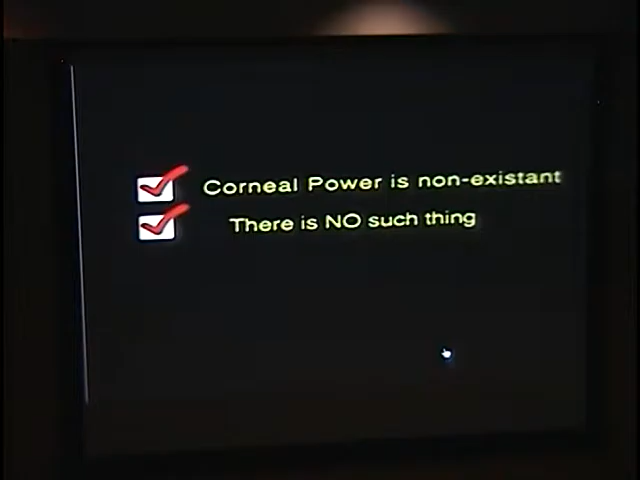 Corneal Power is non-existant
There is NO such thing